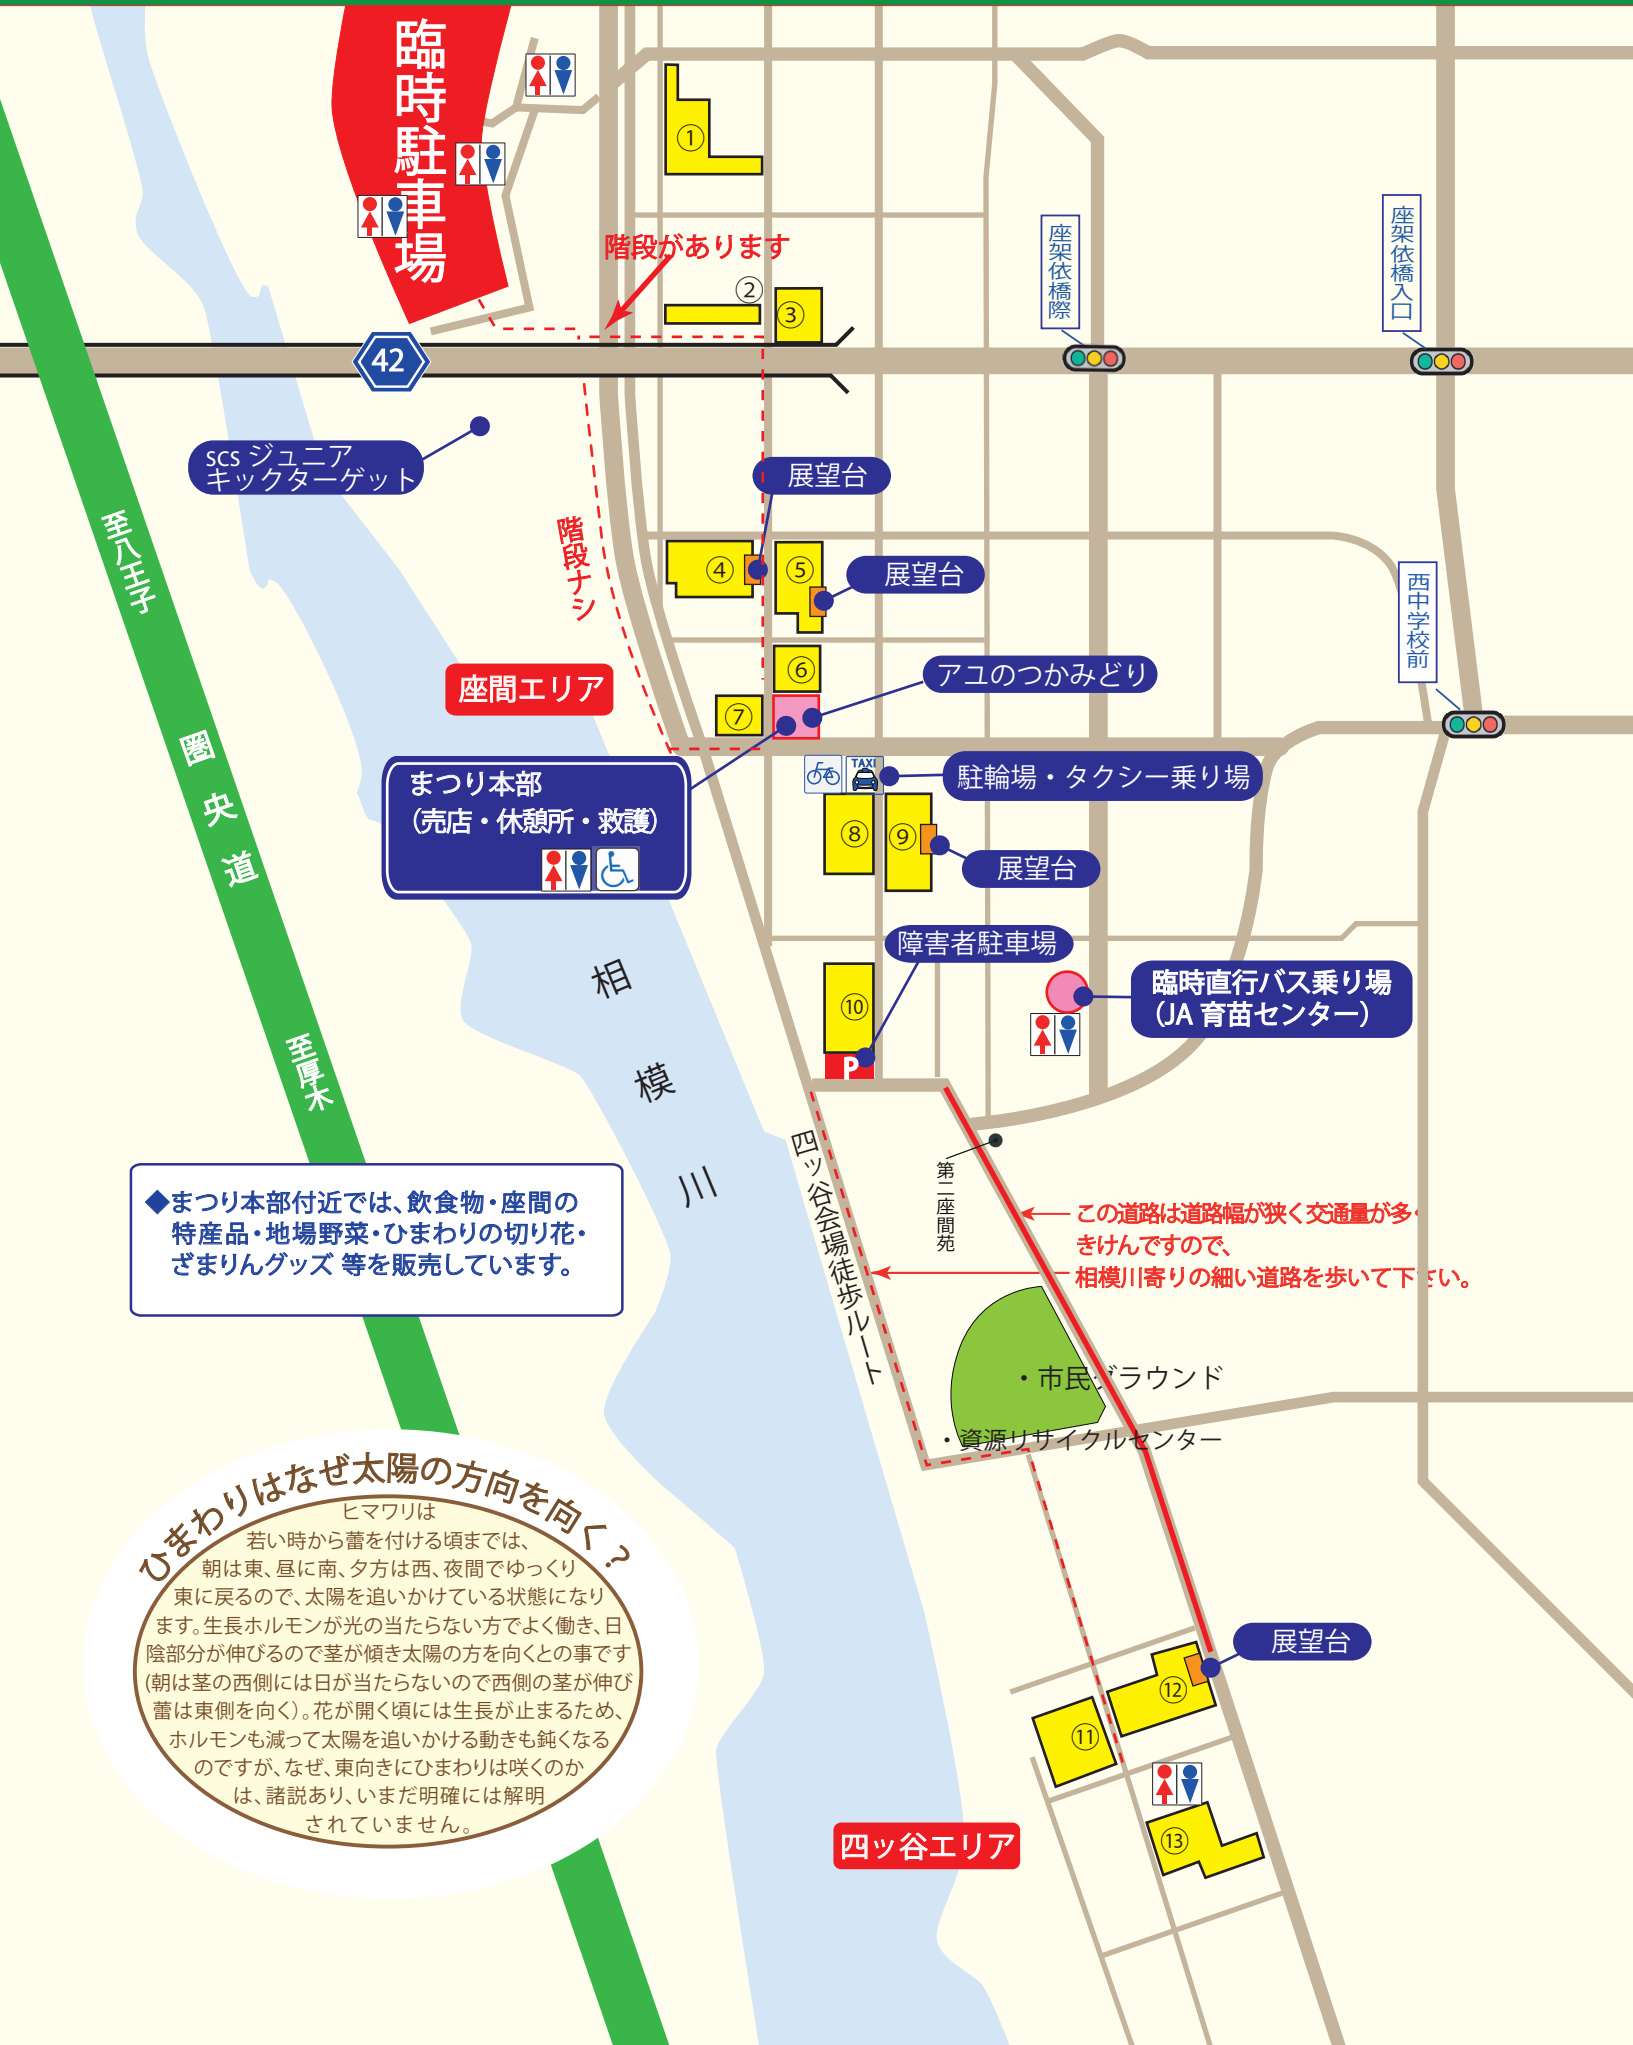 臨時駐車場
①
階段があります
②
③
座架依橋際
座架依橋入口
42
scs ジュニア
キックターゲット
展望台
階段ナシ
至八王子
④
⑤
展望台
西中学校前
⑥
アユのつかみどり
座間エリア
⑦
圏央道
まつり本部
（売店・休憩所・救護）
TAXI
駐輪場・タクシー乗り場
⑧
⑨
展望台
障害者駐車場
相模川
⑩
P
臨時直行バス乗り場
（JA 育苗センター）
至厚木
四ッ谷会場徒歩ルート
第二座間苑
◆まつり本部付近では、飲食物・座間の
特産品・地場野菜・ひまわりの切り花・
ざまりんグッズ 等を販売しています。
この道路は道路幅が狭く交通量が多く
きけんですので、
相模川寄りの細い道路を歩いて下さい。
・市民グラウンド
・資源リサイクルセンター
ひまわりはなぜ太陽の方向を向く？
ヒマワリは
若い時から蕾を付ける頃までは、
朝は東、昼に南、夕方は西、夜間でゆっくり
東に戻るので、太陽を追いかけている状態になり
ます。生長ホルモンが光の当たらない方でよく働き、日
陰部分が伸びるので茎が傾き太陽の方を向くとの事です
(朝は茎の西側には日が当たらないので西側の茎が伸び
蕾は東側を向く）。花が開く頃には生長が止まるため、
ホルモンも減って太陽を追いかける動きも鈍くなる
のですが、なぜ、東向きにひまわりは咲くのか
は、諸説あり、いまだ明確には解明
されていません。
展望台
⑫
⑪
⑬
四ッ谷エリア